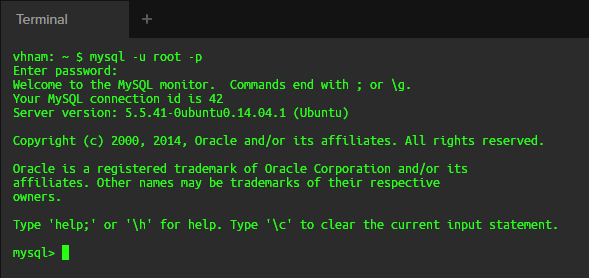 Terminal +
vhnam: ~ $ mysql -u root -p
Enter password:
Welcome to the MySQL monitor.  Commands end with ; or \g.
Your MySQL connection id is 42
Server version: 5.5.41-0ubuntu0.14.04.1 (Ubuntu)
Copyright (c) 2000, 2014, Oracle and/or its affiliates. All rights reserved.
Oracle is a registered trademark of Oracle Corporation and/or its
affiliates. Other names may be trademarks of their respective
owners.
Type 'help;' or '\h' for help. Type '\c' to clear the current input statement.
mysql>